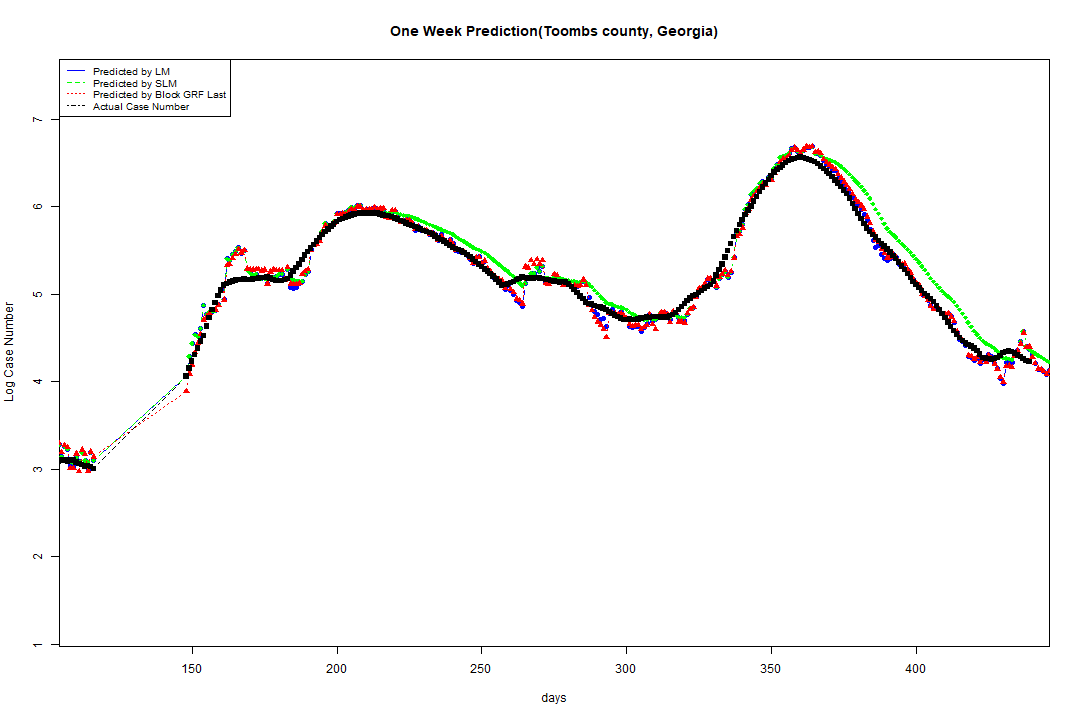 One Week Prediction(Toombs county, Georgia)
Predicted by LM
Predicted by SLM
Predicted by Block GRF Last
Actual Case Number
7
6
5
4
3
2
1
Log Case Number
150 200 250 300 350 400
days